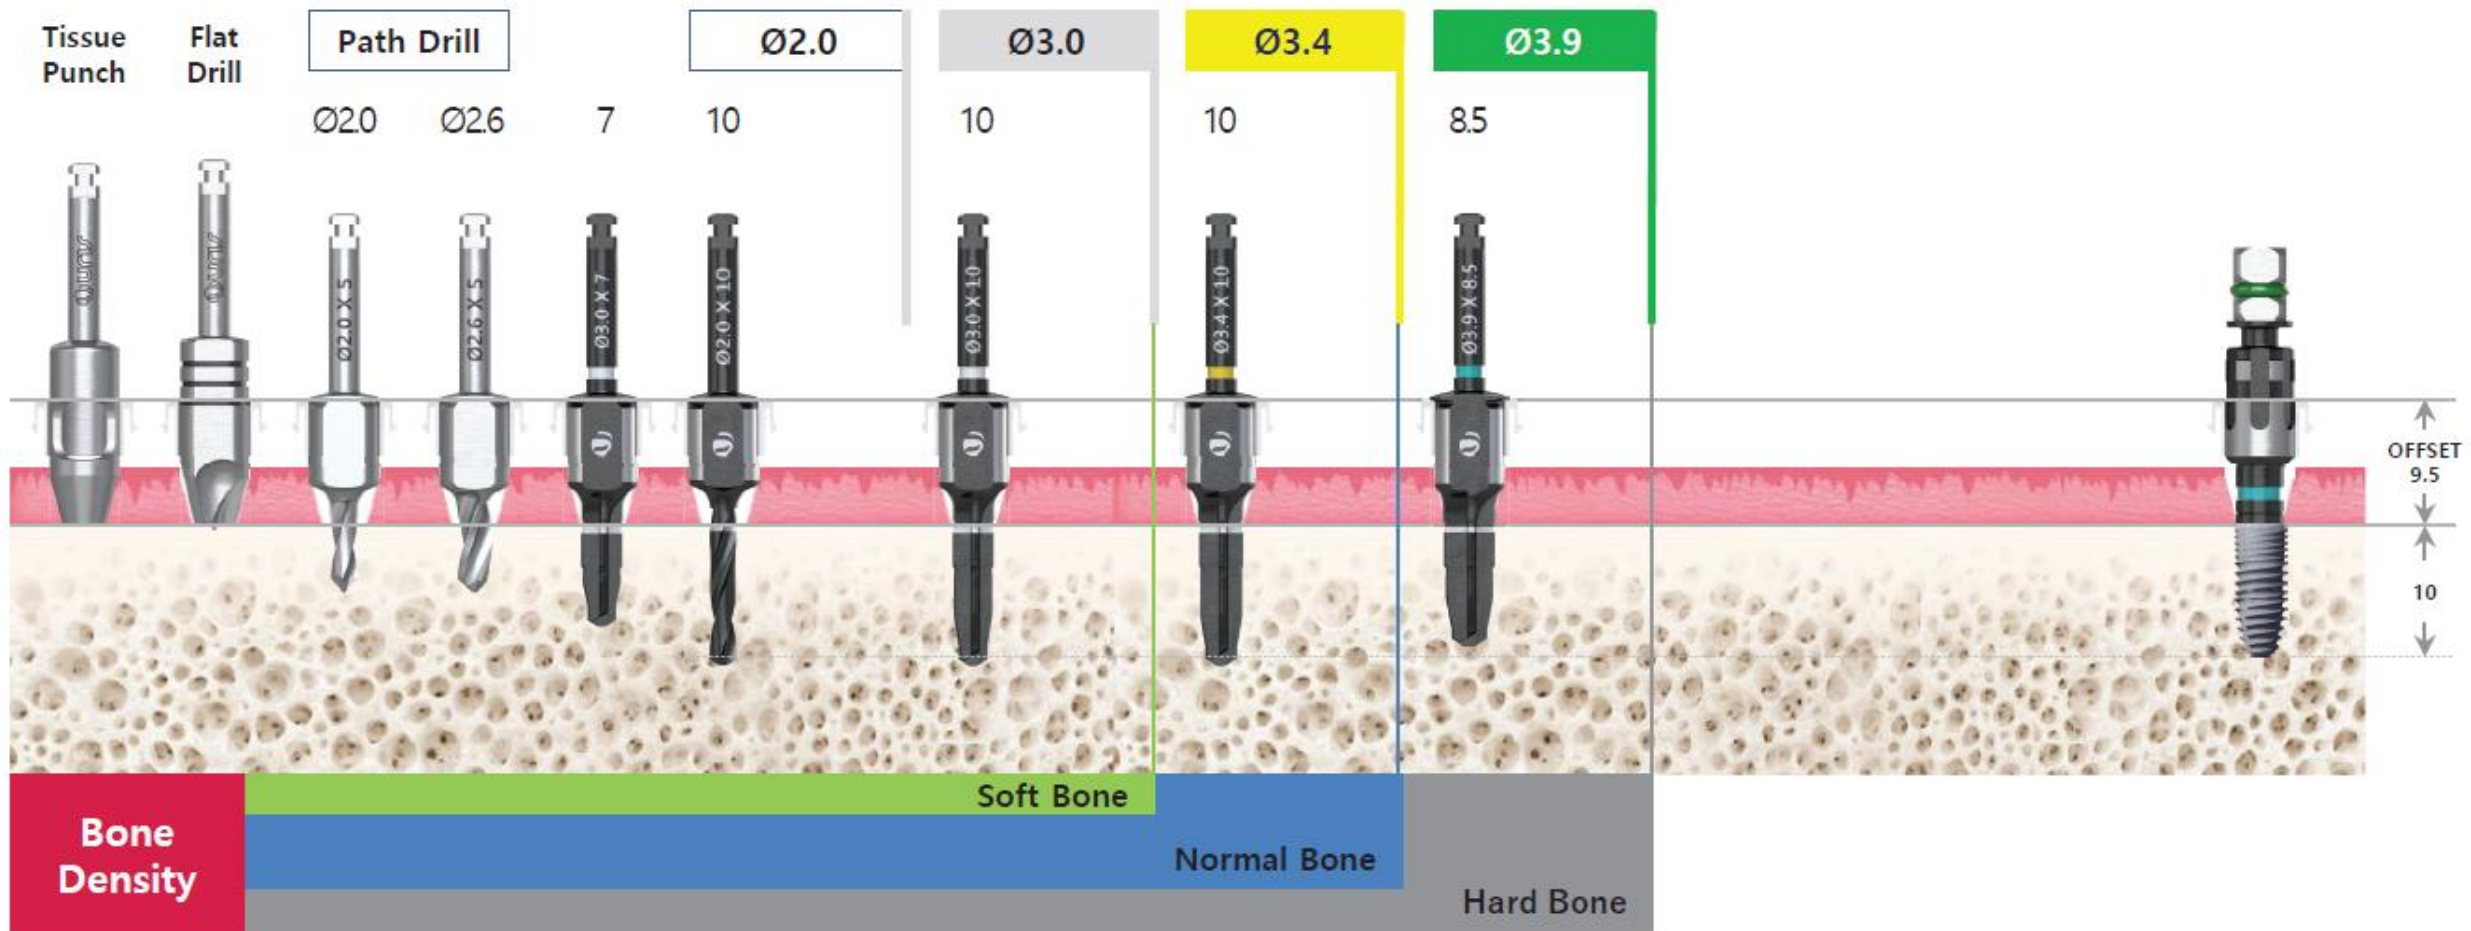 Tissue
Punch
Flat
Drill
Path Drill
Ø2.0
Ø3.0
Ø3.4
Ø3.9
Ø2.0
Ø2.6
7
10
10
10
8.5
Ø2.0 X 5
Ø2.6 X 5
Ø3.0 X 7
Ø2.0 X 10
Ø3.0 X 10
Ø3.4 X 10
Ø3.9 X 8.5
OFFSET
9.5
10
Bone
Density
Soft Bone
Normal Bone
Hard Bone